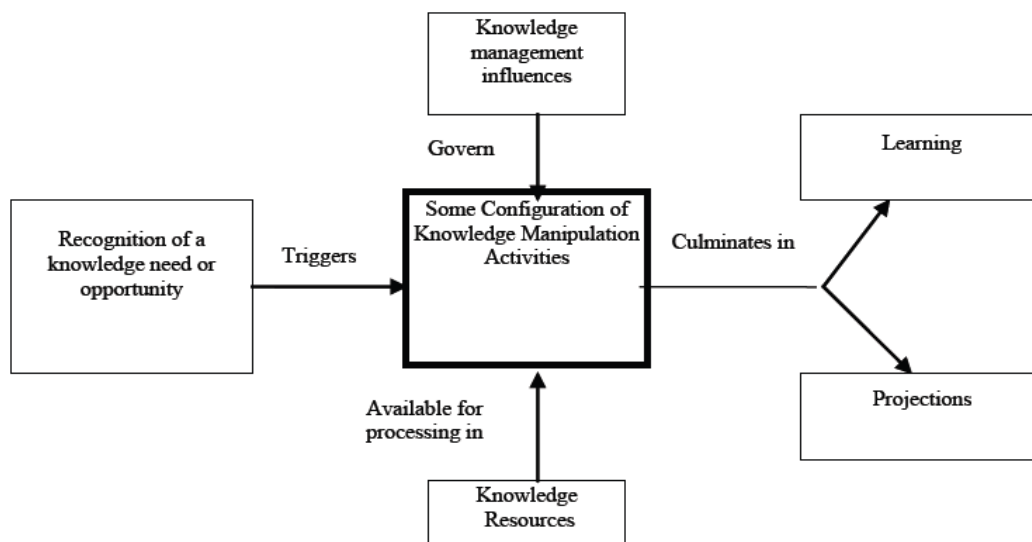 Knowledge
management
influences
Govern
Learning
Recognition of a
knowledge need or
opportunity
Triggers
Some Configuration of
Knowledge Manipulation
Activities
Culminates in
Available for
processing in
Projections
Knowledge
Resources